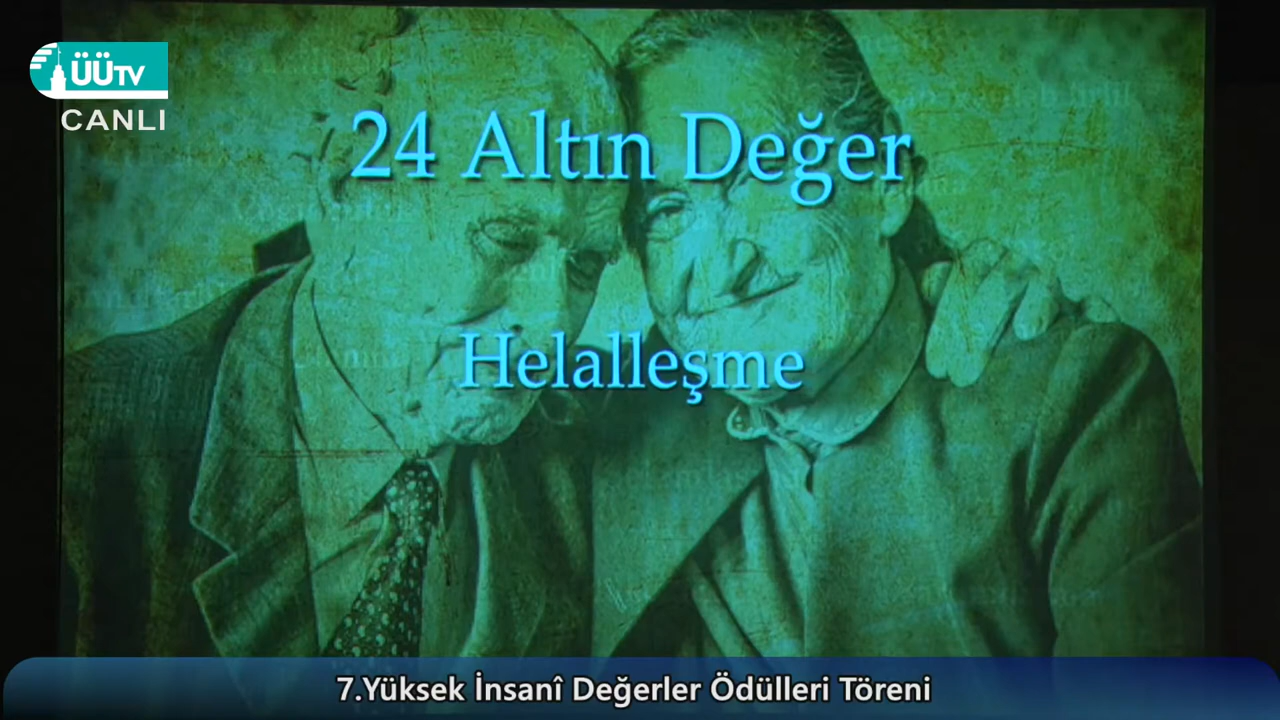 ÜÜTV
CANLI
24 Altın Değer
Helalleşme
7.Yüksek İnsanî Değerler Ödülleri Töreni